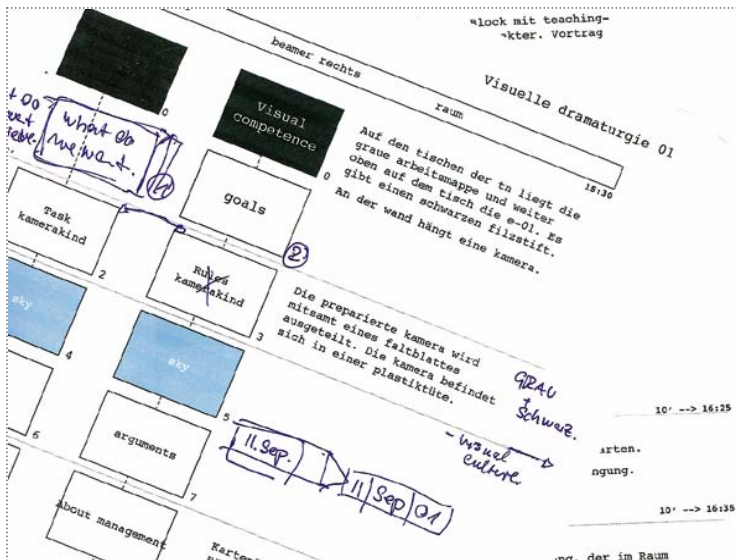 block mit teaching-
Vortrag
beamer rechts
raum
Visuelle dramaturgie 01
15:30
0
Visual
competence
0
what do
we want.
14
goals
2
Task
kamerakind
2
Rules
kamerakind
3
Auf den tischen der tn liegt die
graue arbeitsmappe und weiter
oben auf dem tisch die e-01. Es
gibt einen schwarzen filzstift.
An der wand hängt eine kamera.
sky
4
sky
5
Die preparierte kamera wird
mitsamt eines faltblattes
ausgeteilt. Die kamera befindet
sich in einer plastiktüte.
GRAU
+
Schwarz.
- visual
culture.
10' --> 16:25
arguments
6
7
11.Sep.
11 Sep 01
10' --> 16:35
About management
der im Raum